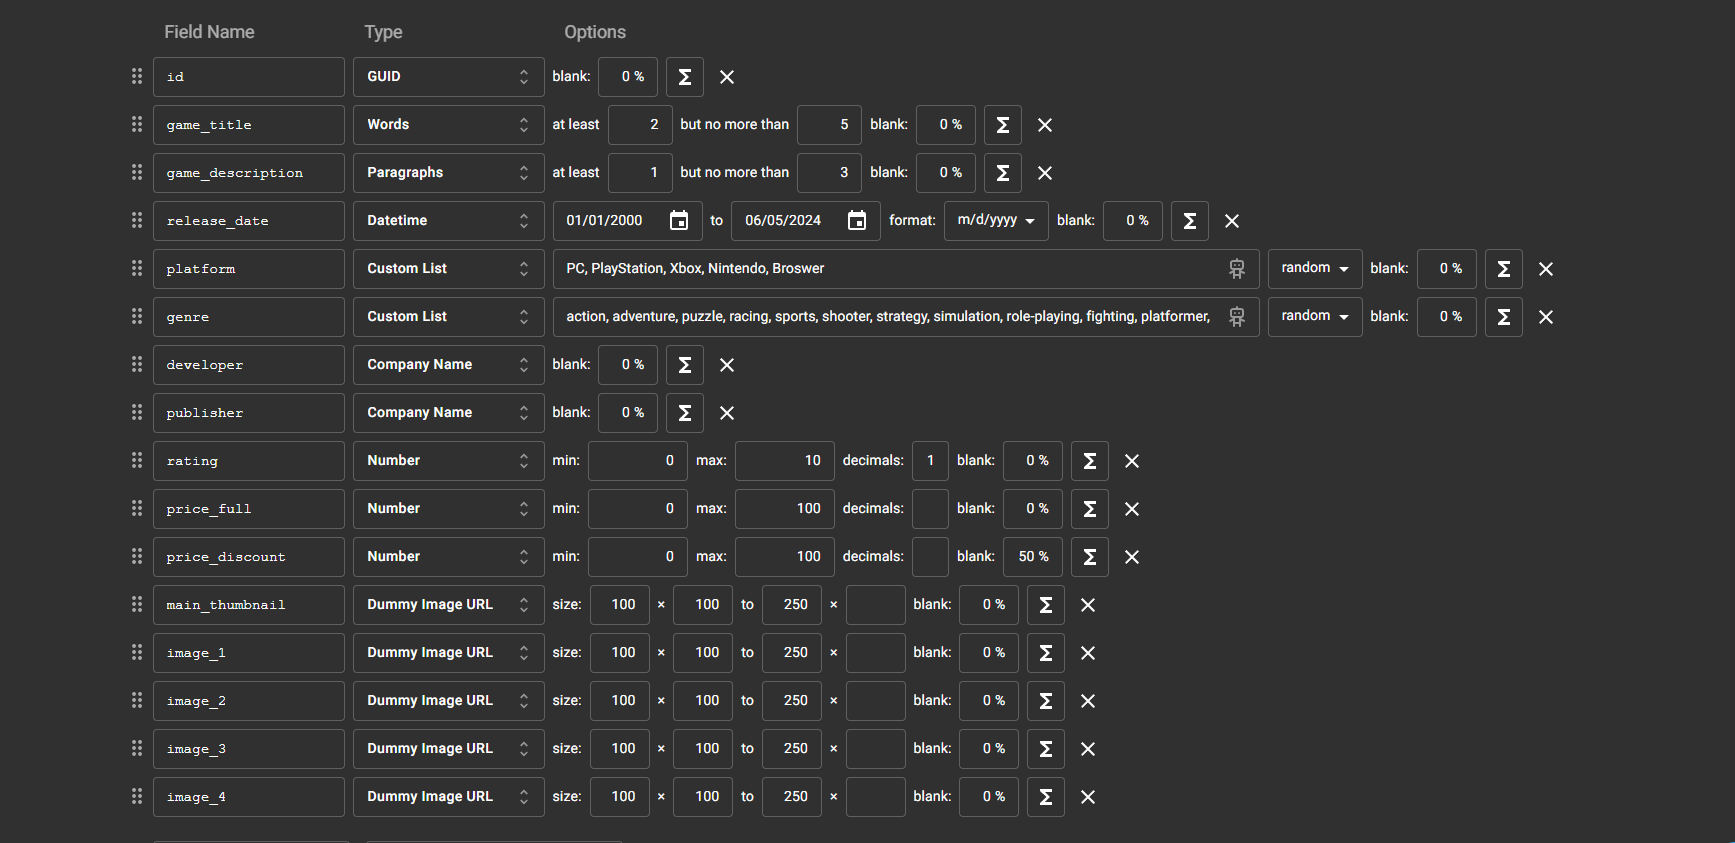 Field Name Type Options
id GUID blank: 0 % Σ
game_title Words at least 2 but no more than 5 blank: 0 % Σ
game_description Paragraphs at least 1 but no more than 3 blank: 0 % Σ
release_date Datetime 01/01/2000 to 06/05/2024 format: m/d/yyyy blank: 0 % Σ
platform Custom List PC, PlayStation, Xbox, Nintendo, Broswer random blank: 0 % Σ
genre Custom List action, adventure, puzzle, racing, sports, shooter, strategy, simulation, role-playing, fighting, platformer, random blank: 0 % Σ
developer Company Name blank: 0 % Σ
publisher Company Name blank: 0 % Σ
rating Number min: 0 max: 10 decimals: 1 blank: 0 % Σ
price_full Number min: 0 max: 100 decimals: blank: 0 % Σ
price_discount Number min: 0 max: 100 decimals: blank: 50 % Σ
main_thumbnail Dummy Image URL size: 100 × 100 to 250 × blank: 0 % Σ
image_1 Dummy Image URL size: 100 × 100 to 250 × blank: 0 % Σ
image_2 Dummy Image URL size: 100 × 100 to 250 × blank: 0 % Σ
image_3 Dummy Image URL size: 100 × 100 to 250 × blank: 0 % Σ
image_4 Dummy Image URL size: 100 × 100 to 250 × blank: 0 % Σ